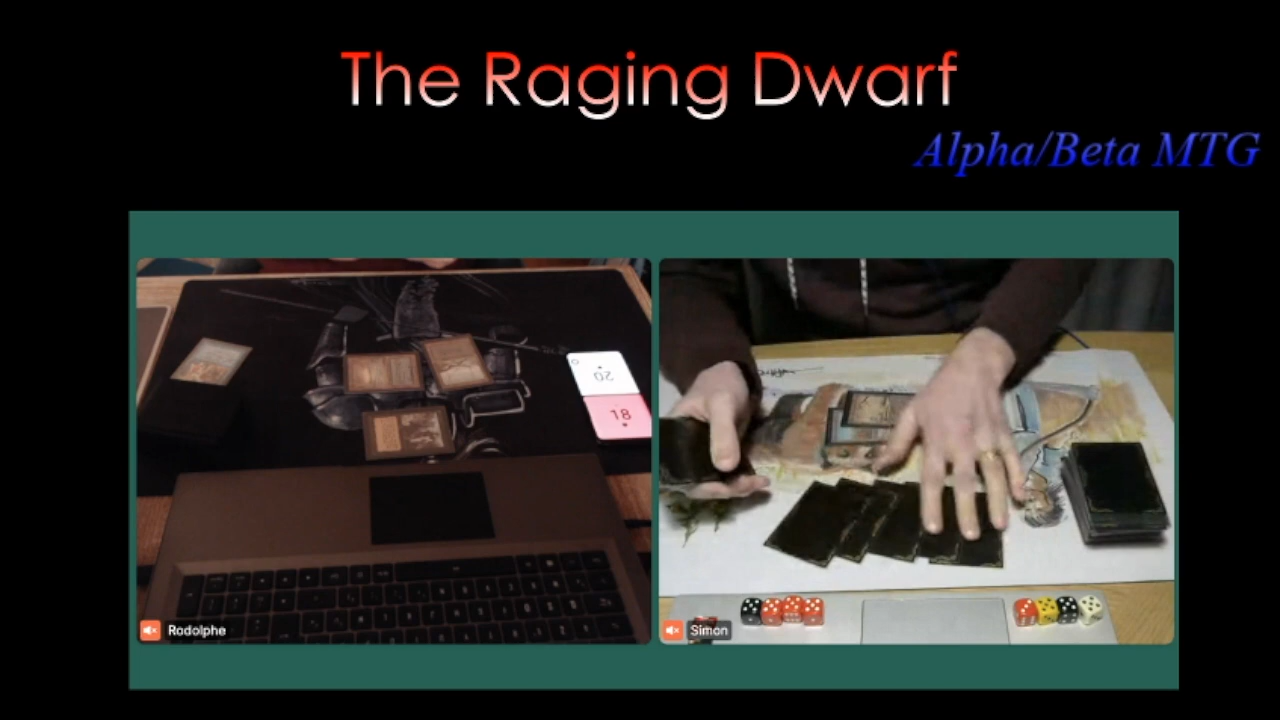 The Raging Dwarf
Alpha/Beta MTG
20
18
Rodolphe
Simon